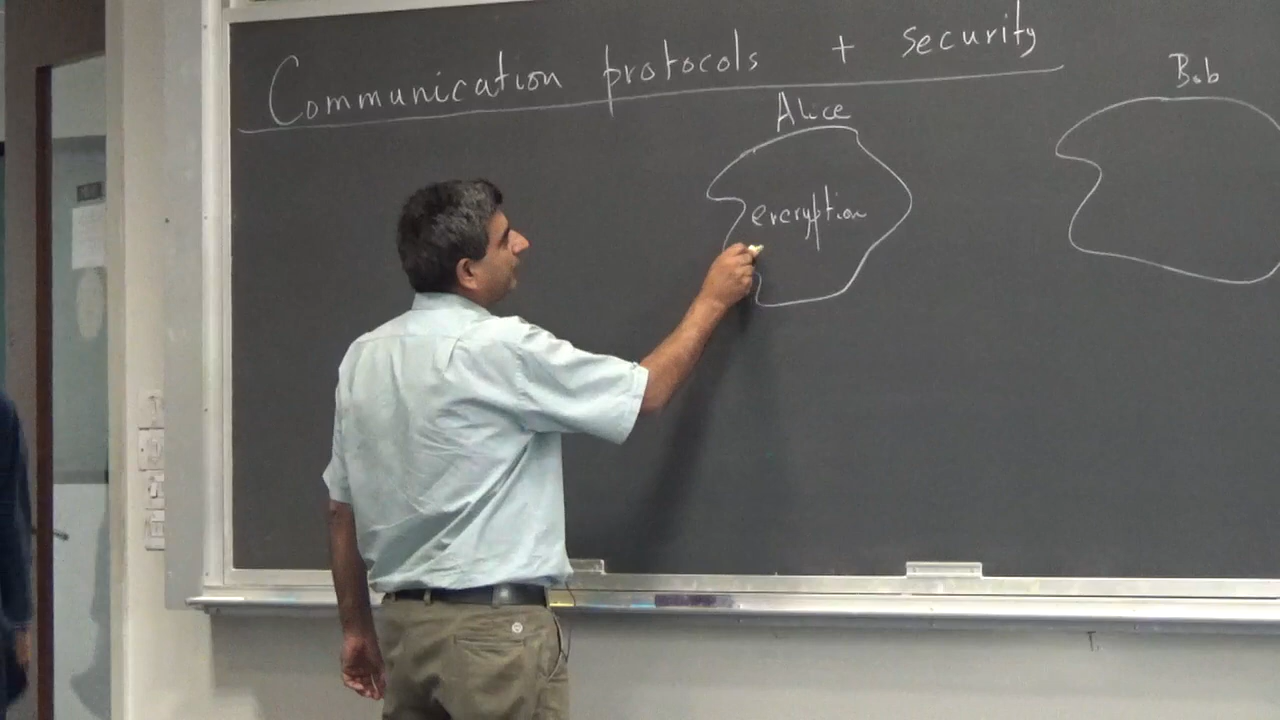 Communication protocols + security
Alice
Bob
encryption